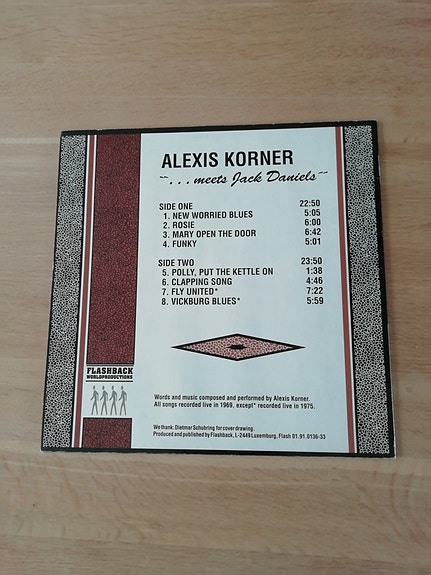 ALEXIS KORNER
~...meets Jack Daniels~
SIDE ONE 22:50
1. NEW WORRIED BLUES 5:05
2. ROSIE 6:00
3. MARY OPEN THE DOOR 6:42
4. FUNKY 5:01
SIDE TWO 23:50
5. POLLY, PUT THE KETTLE ON 1:38
6. CLAPPING SONG 4:46
7. FLY UNITED* 7:22
8. VICKBURG BLUES* 5:59
FLASHBACK
WORLDPRODUCTIONS
Words and music composed and performed by Alexis Korner.
All songs recorded live in 1969, except* recorded live in 1975.
We thank: Dietmar Schubring for cover drawing.
Produced and published by Flashback, L-2449 Luxemburg, Flash 01.91.0136-33